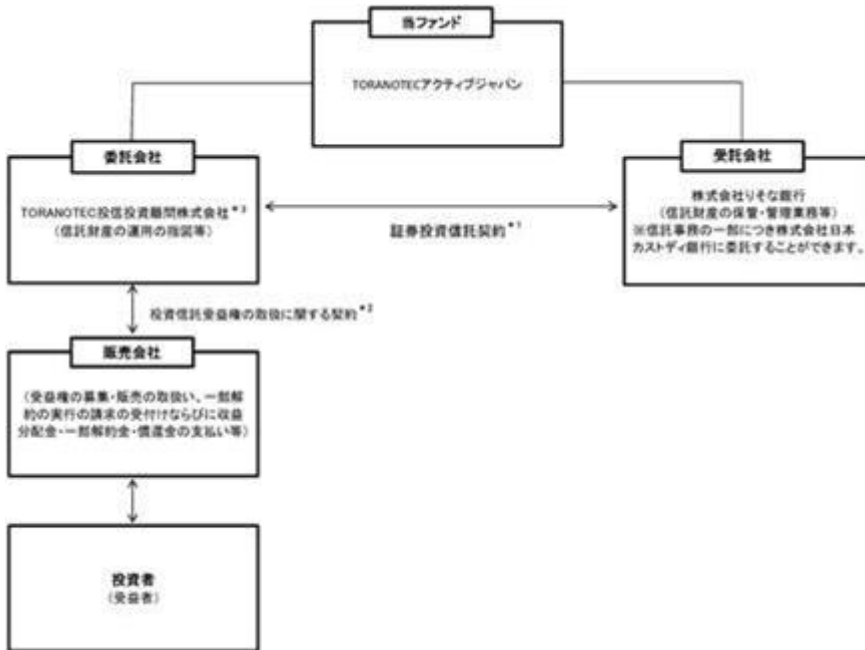 当ファンド
TORANOTECアクティブジャパン
委託会社
TORANOTEC投信投資顧問株式会社*3
(信託財産の運用の指図等)
証券投資信託契約*1
受託会社
株式会社りそな銀行
(信託財産の保管・管理業務等)
※信託事務の一部につき株式会社日本
カストディ銀行に委託することができます。
投資信託受益権の取扱に関する契約*2
販売会社
(受益権の募集・販売の取扱い、一部解
約の実行の請求の受付けならびに収益
分配金・一部解約金・償還金の支払い等)
投資者
(受益者)